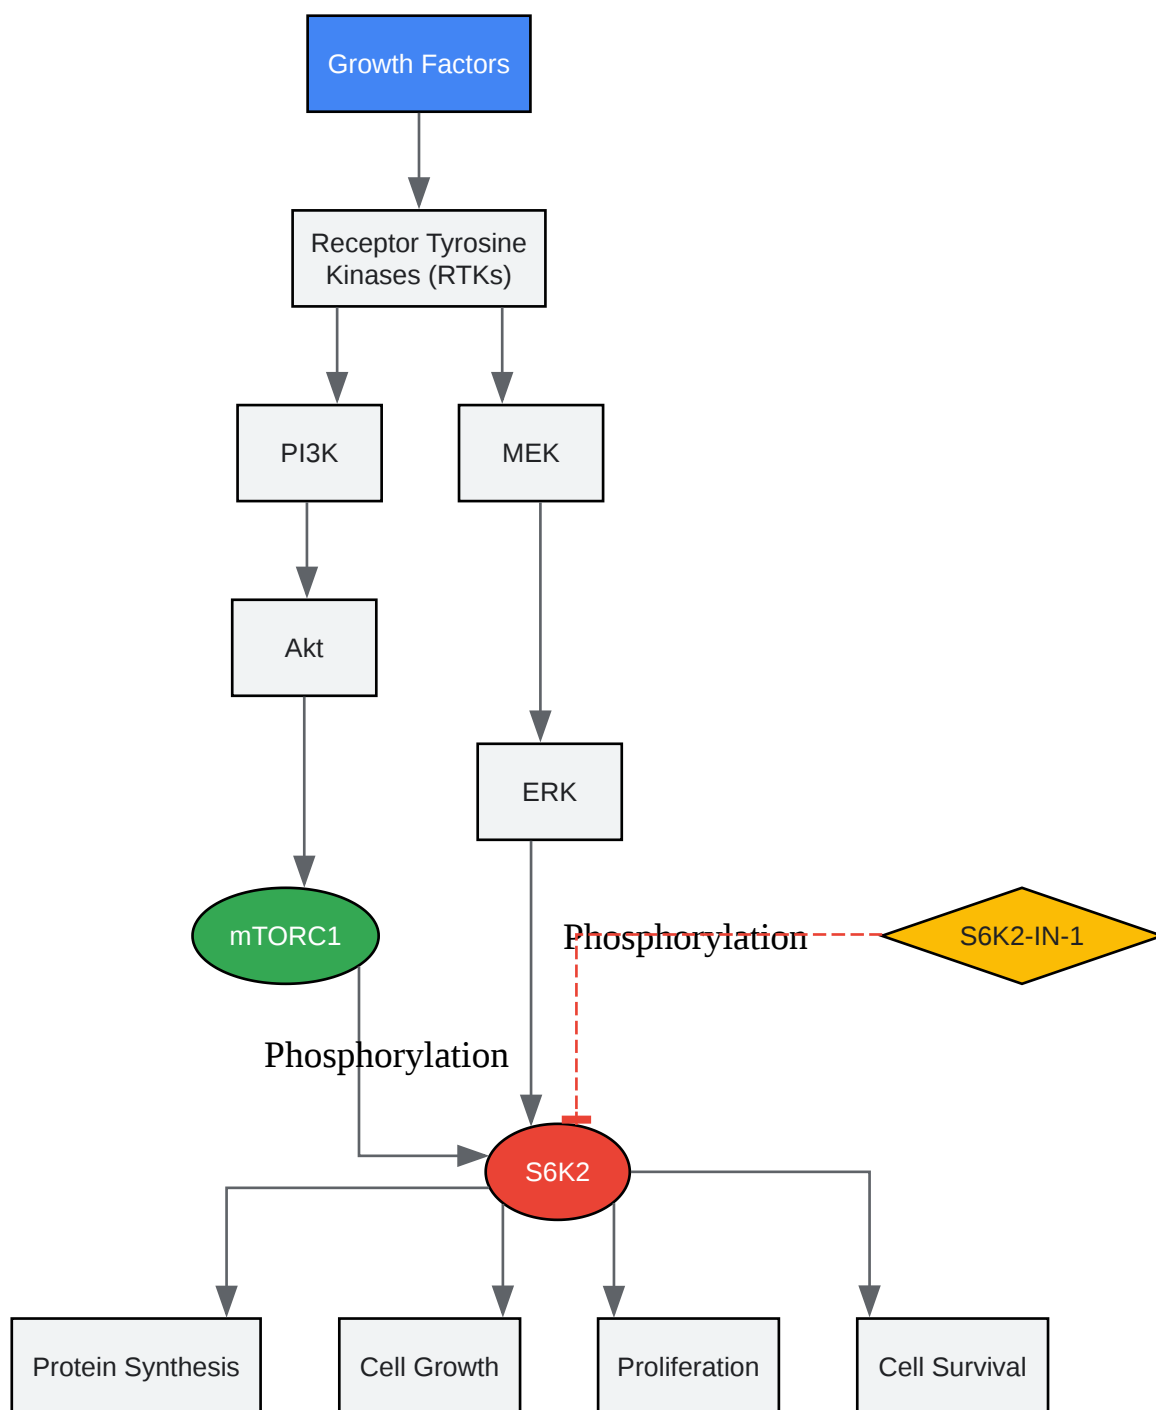 Growth Factors
Receptor Tyrosine
Kinases (RTKs)
PI3K
MEK
Akt
ERK
mTORC1
Phosphorylation
S6K2-IN-1
Phosphorylation
S6K2
Protein Synthesis
Cell Growth
Proliferation
Cell Survival